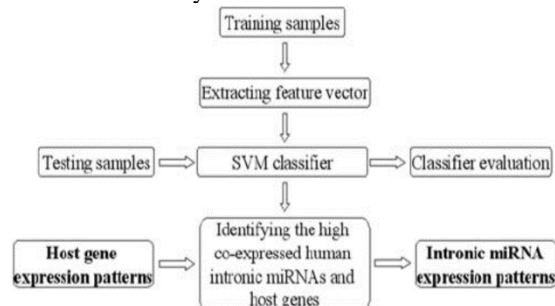 Training samples
Extracting feature vector
Testing samples
SVM classifier
Classifier evaluation
Host gene
expression patterns
Identifying the high
co-expressed human
intronic miRNAs and
host genes
Intronic miRNA
expression patterns